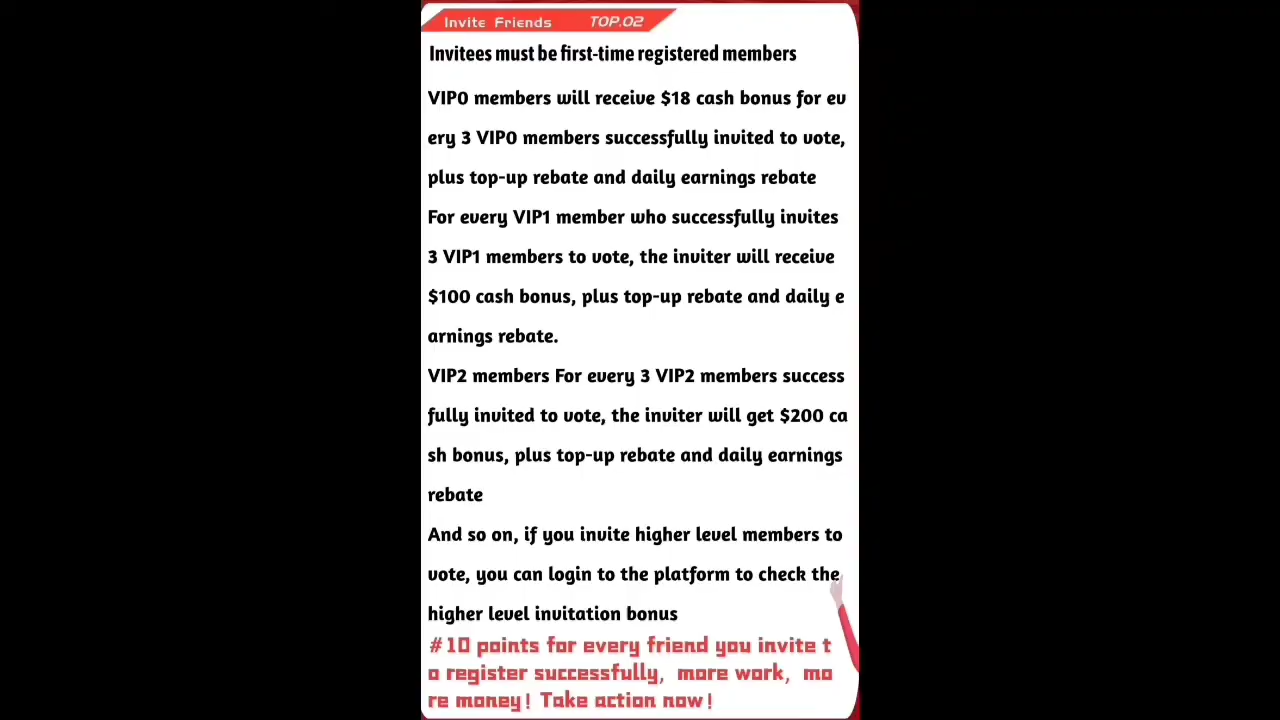 Invite Friends TOP.02
Invitees must be first-time registered members
VIP0 members will receive $18 cash bonus for ev
ery 3 VIP0 members successfully invited to vote,
plus top-up rebate and daily earnings rebate
For every VIP1 member who successfully invites
3 VIP1 members to vote, the inviter will receive
$100 cash bonus, plus top-up rebate and daily e
arnings rebate.
VIP2 members For every 3 VIP2 members success
fully invited to vote, the inviter will get $200 ca
sh bonus, plus top-up rebate and daily earnings
rebate
And so on, if you invite higher level members to
vote, you can login to the platform to check the
higher level invitation bonus
#10 points for every friend you invite t
o register successfully, more work, mo
re money! Take action now!